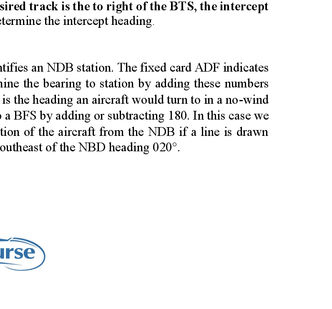 sired track is the to right of the BTS, the intercept
termine the intercept heading.
ntifies an NDB station. The fixed card ADF indicates
nine the bearing to station by adding these numbers
is the heading an aircraft would turn to in a no-wind
o a BFS by adding or subtracting 180. In this case we
tion of the aircraft from the NDB if a line is drawn
outheast of the NBD heading 020°.
urse